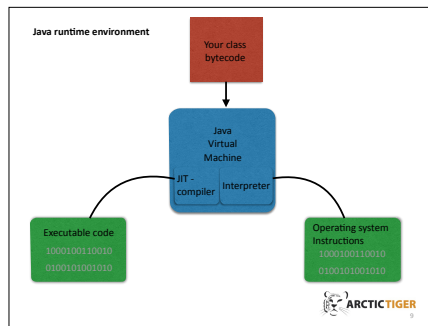 Java runtime environment
Your class
bytecode
Java
Virtual
Machine
JIT -
compiler
Interpreter
Executable code
1000100110010
0100101001010
Operating system
Instructions
1000100110010
0100101001010
ARCTICTIGER
9